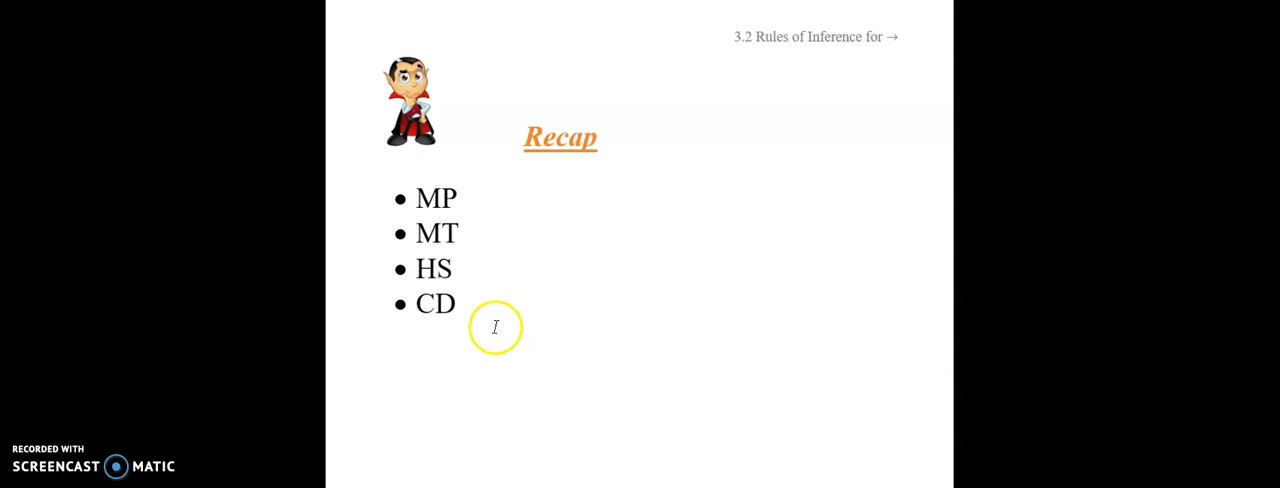 3.2 Rules of Inference for →
Recap
• MP
• MT
• HS
• CD
RECORDED WITH
SCREENCAST MATIC